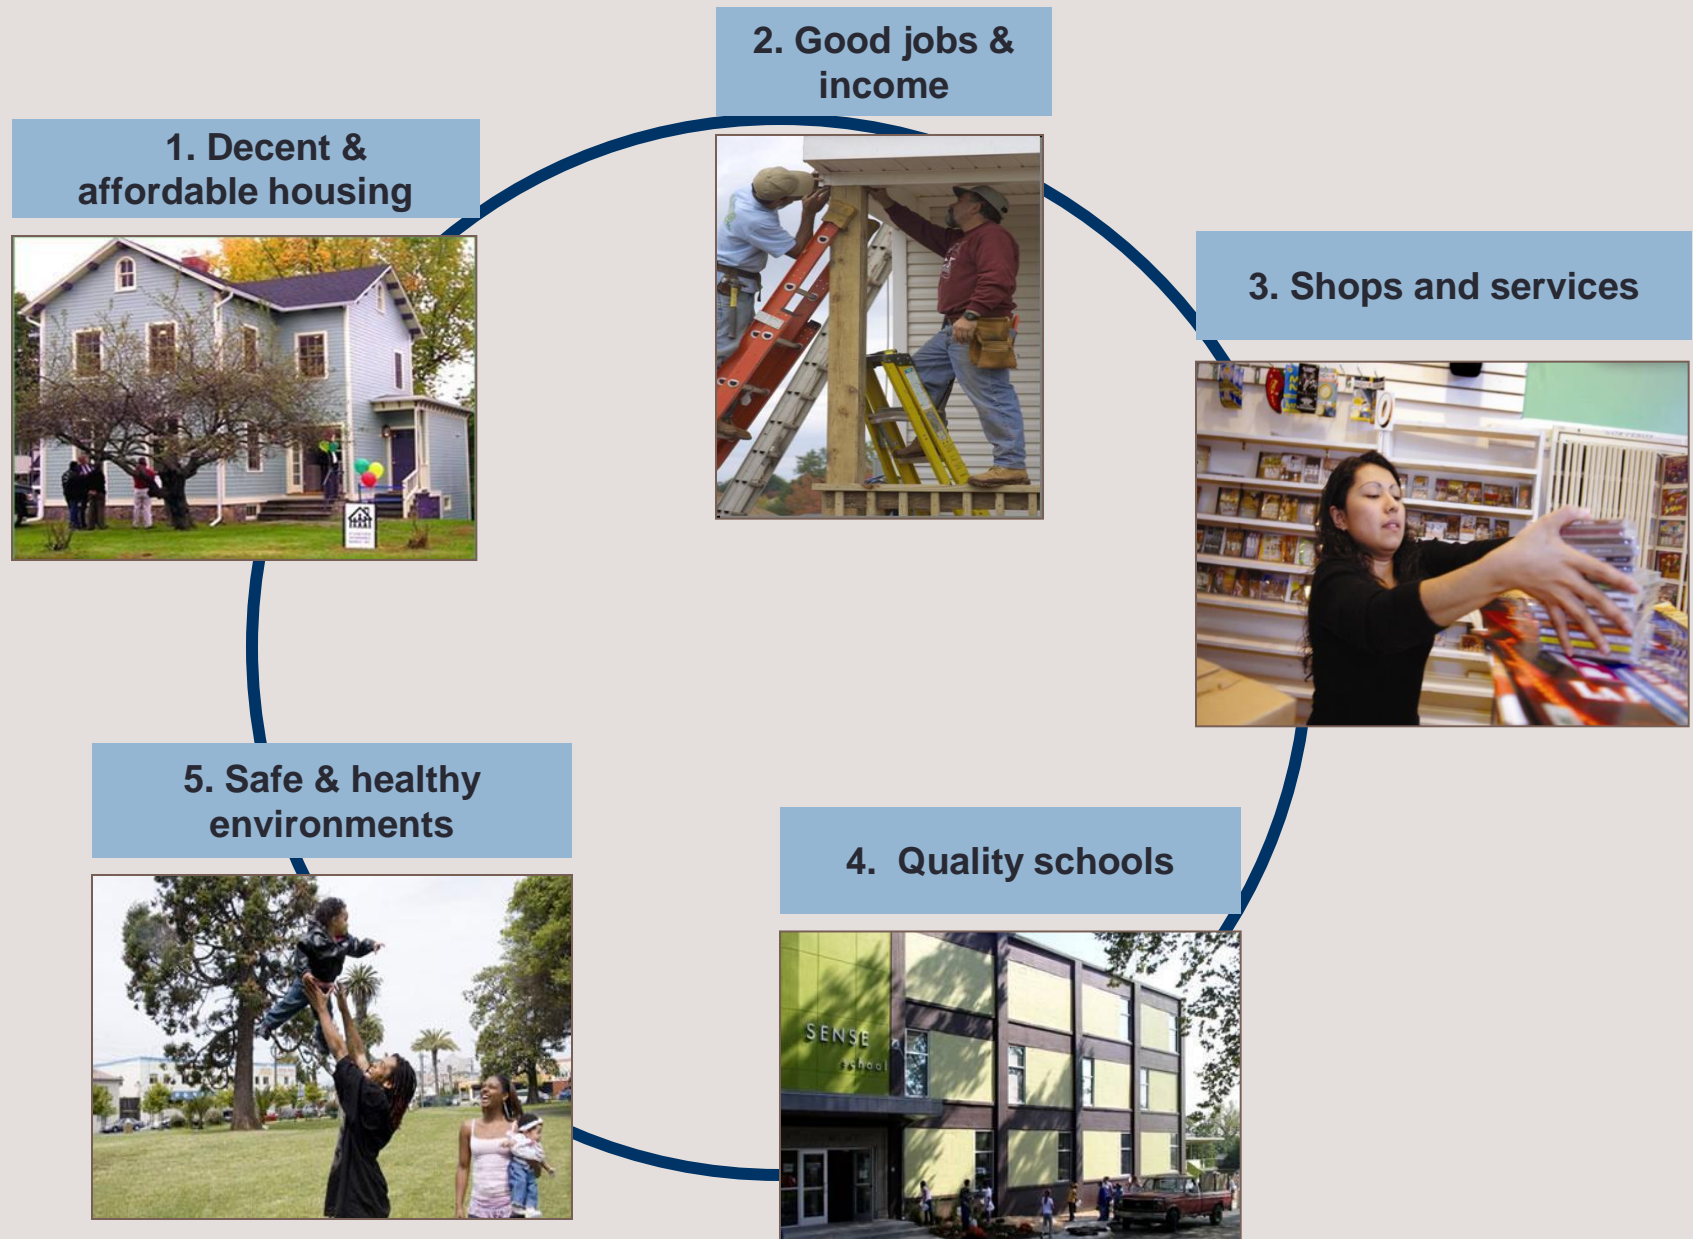 1. Decent &
affordable housing
2. Good jobs &
income
3. Shops and services
4. Quality schools
SENSE
school
5. Safe & healthy
environments